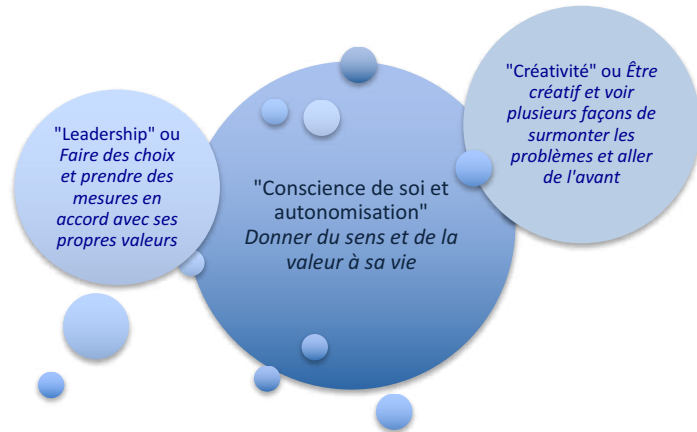 "Leadership" ou
Faire des choix
et prendre des
mesures en
accord avec ses
propres valeurs
"Conscience de soi et
autonomisation"
Donner du sens et de la
valeur à sa vie
"Créativité" ou Être
créatif et voir
plusieurs façons de
surmonter les
problèmes et aller
de l'avant